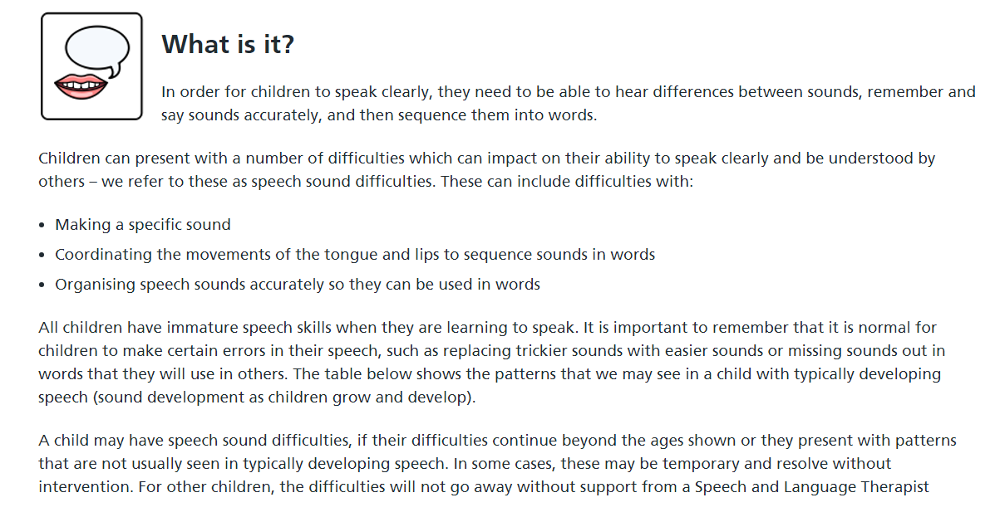 What is it?
In order for children to speak clearly, they need to be able to hear differences between sounds, remember and
say sounds accurately, and then sequence them into words.
Children can present with a number of difficulties which can impact on their ability to speak clearly and be understood by
others – we refer to these as speech sound difficulties. These can include difficulties with:
• Making a specific sound
• Coordinating the movements of the tongue and lips to sequence sounds in words
• Organising speech sounds accurately so they can be used in words
All children have immature speech skills when they are learning to speak. It is important to remember that it is normal for
children to make certain errors in their speech, such as replacing trickier sounds with easier sounds or missing sounds out in
words that they will use in others. The table below shows the patterns that we may see in a child with typically developing
speech (sound development as children grow and develop).
A child may have speech sound difficulties, if their difficulties continue beyond the ages shown or they present with patterns
that are not usually seen in typically developing speech. In some cases, these may be temporary and resolve without
intervention. For other children, the difficulties will not go away without support from a Speech and Language Therapist